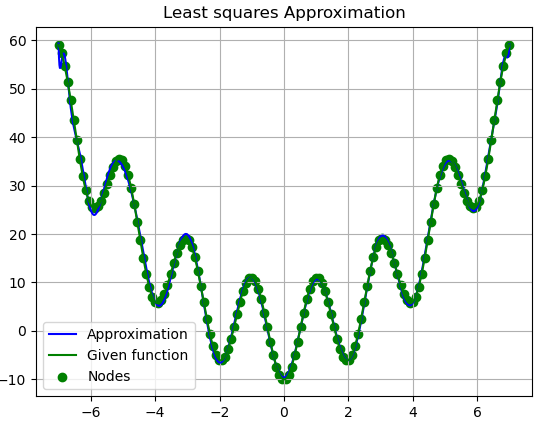 Least squares Approximation
60
50
40
30
20
10
0
−10
−6 −4 −2 0 2 4 6
Approximation
Given function
Nodes